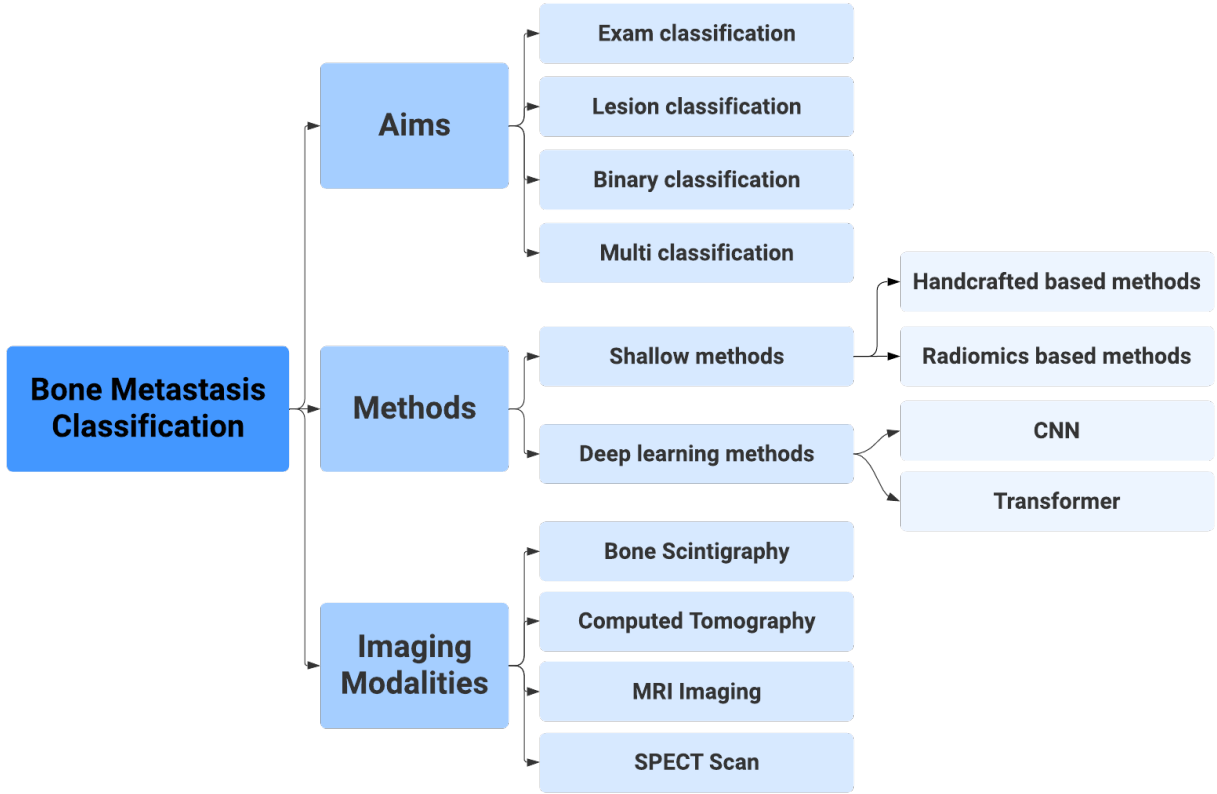 Bone Metastasis
Classification
Aims
Exam classification
Lesion classification
Binary classification
Multi classification
Methods
Shallow methods
Handcrafted based methods
Radiomics based methods
Deep learning methods
CNN
Transformer
Imaging
Modalities
Bone Scintigraphy
Computed Tomography
MRI Imaging
SPECT Scan